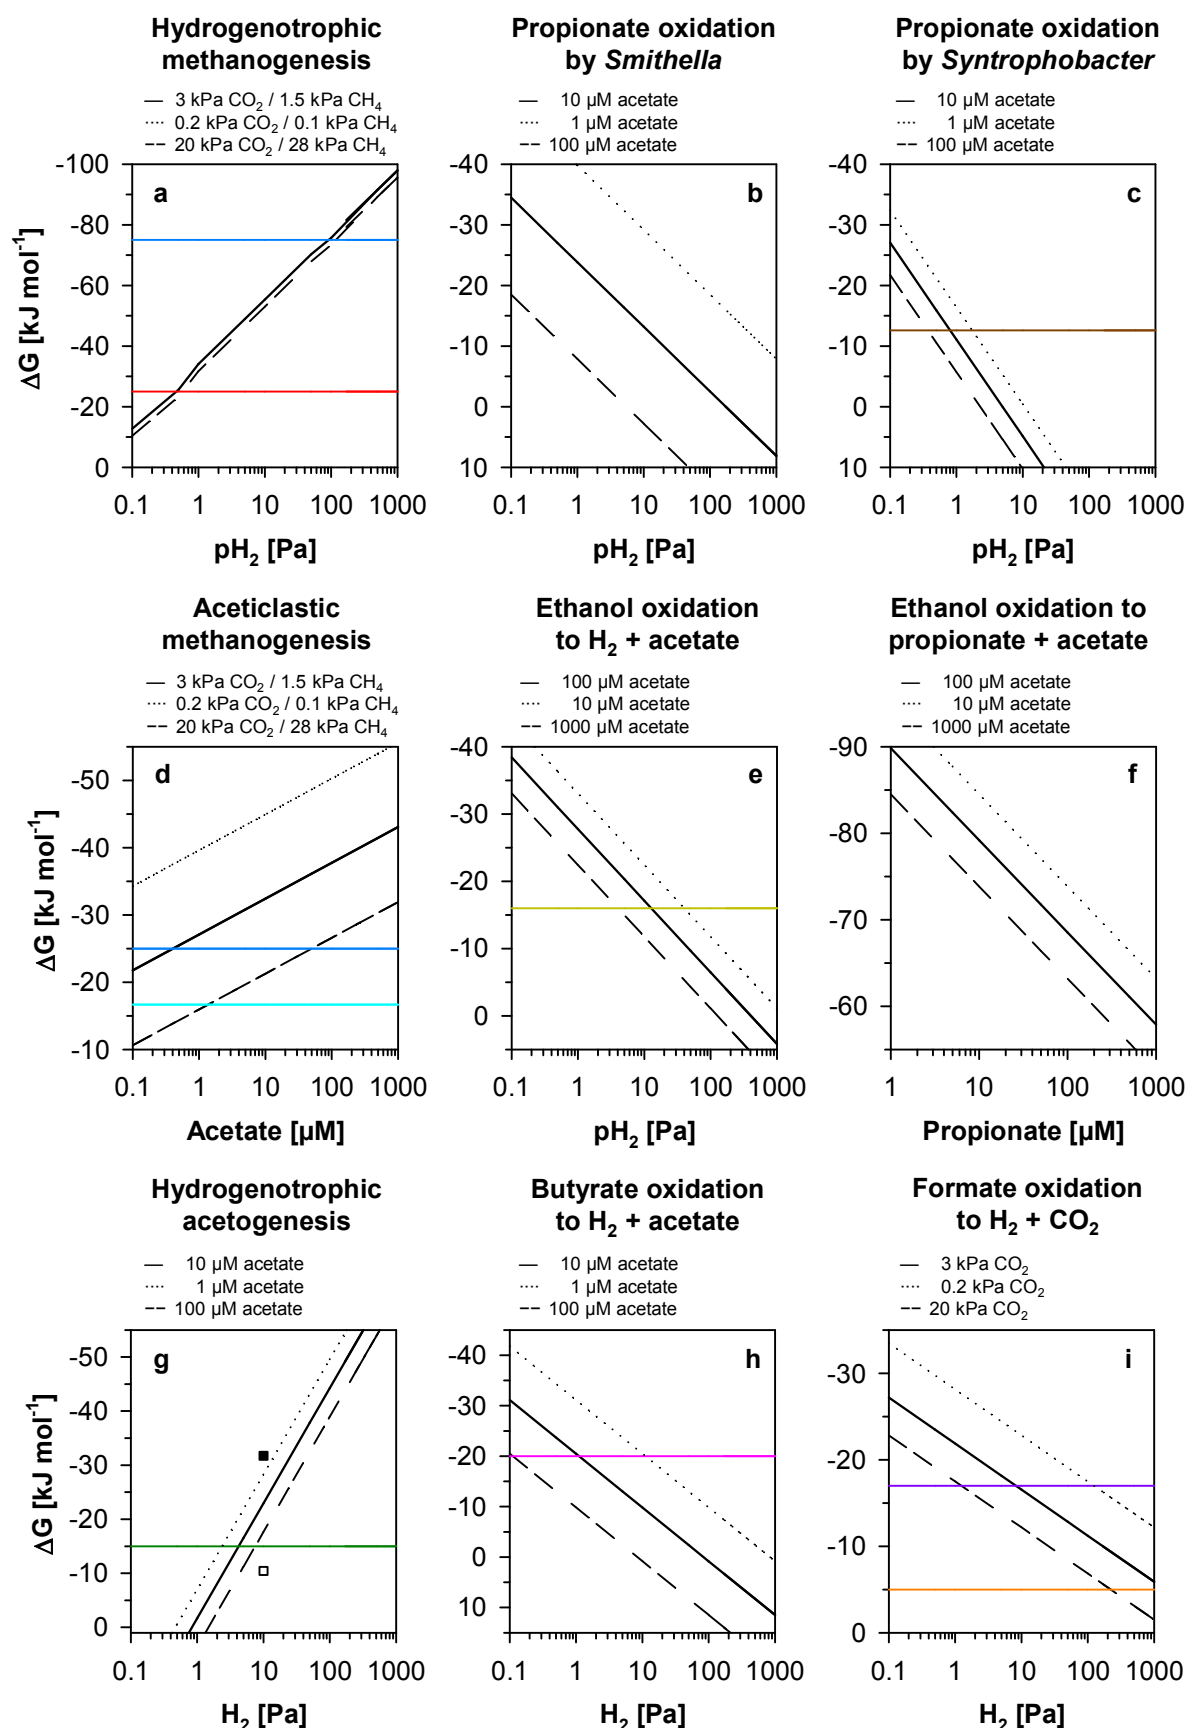 Hydrogenotrophic
methanogenesis
3 kPa CO₂ / 1.5 kPa CH₄
0.2 kPa CO₂ / 0.1 kPa CH₄
20 kPa CO₂ / 28 kPa CH₄
a
-100
-80
-60
-40
-20
0
ΔG [kJ mol⁻¹]
0.1 1 10 100 1000
pH₂ [Pa]
Propionate oxidation
by Smithella
10 µM acetate
1 µM acetate
100 µM acetate
b
-40
-30
-20
-10
0
10
0.1 1 10 100 1000
pH₂ [Pa]
Propionate oxidation
by Syntrophobacter
10 µM acetate
1 µM acetate
100 µM acetate
c
-40
-30
-20
-10
0
10
0.1 1 10 100 1000
pH₂ [Pa]
Aceticlastic
methanogenesis
3 kPa CO₂ / 1.5 kPa CH₄
0.2 kPa CO₂ / 0.1 kPa CH₄
20 kPa CO₂ / 28 kPa CH₄
d
-50
-40
-30
-20
-10
ΔG [kJ mol⁻¹]
0.1 1 10 100 1000
Acetate [µM]
Ethanol oxidation
to H₂ + acetate
100 µM acetate
10 µM acetate
1000 µM acetate
e
-40
-30
-20
-10
0
0.1 1 10 100 1000
pH₂ [Pa]
Ethanol oxidation to
propionate + acetate
100 µM acetate
10 µM acetate
1000 µM acetate
f
-90
-80
-70
-60
1 10 100 1000
Propionate [µM]
Hydrogenotrophic
acetogenesis
10 µM acetate
1 µM acetate
100 µM acetate
g
-50
-40
-30
-20
-10
0
ΔG [kJ mol⁻¹]
0.1 1 10 100 1000
H₂ [Pa]
Butyrate oxidation
to H₂ + acetate
10 µM acetate
1 µM acetate
100 µM acetate
h
-40
-30
-20
-10
0
10
0.1 1 10 100 1000
H₂ [Pa]
Formate oxidation
to H₂ + CO₂
3 kPa CO₂
0.2 kPa CO₂
20 kPa CO₂
i
-30
-20
-10
0
0.1 1 10 100 1000
H₂ [Pa]